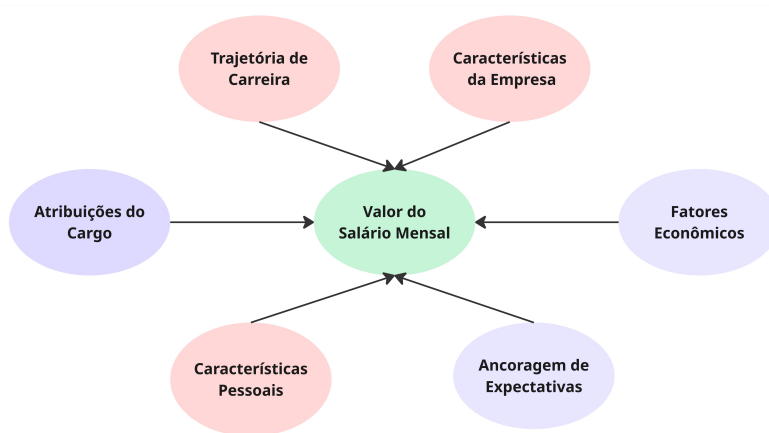 Trajetória de
Carreira
Características
da Empresa
Atribuições do
Cargo
Valor do
Salário Mensal
Fatores
Econômicos
Características
Pessoais
Ancoragem de
Expectativas